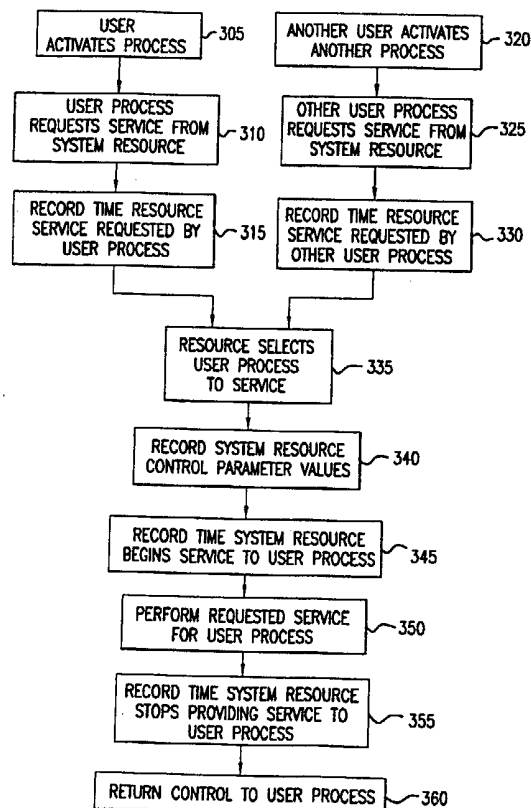 USER
ACTIVATES PROCESS
305
USER PROCESS
REQUESTS SERVICE FROM
SYSTEM RESOURCE
310
RECORD TIME RESOURCE
SERVICE REQUESTED BY
USER PROCESS
315
ANOTHER USER ACTIVATES
ANOTHER PROCESS
320
OTHER USER PROCESS
REQUESTS SERVICE FROM
SYSTEM RESOURCE
325
RECORD TIME RESOURCE
SERVICE REQUESTED BY
OTHER USER PROCESS
330
RESOURCE SELECTS
USER PROCESS
TO SERVICE
335
RECORD SYSTEM RESOURCE
CONTROL PARAMETER VALUES
340
RECORD TIME SYSTEM RESOURCE
BEGINS SERVICE TO USER PROCESS
345
PERFORM REQUESTED SERVICE
FOR USER PROCESS
350
RECORD TIME SYSTEM RESOURCE
STOPS PROVIDING SERVICE TO
USER PROCESS
355
RETURN CONTROL TO USER PROCESS
360